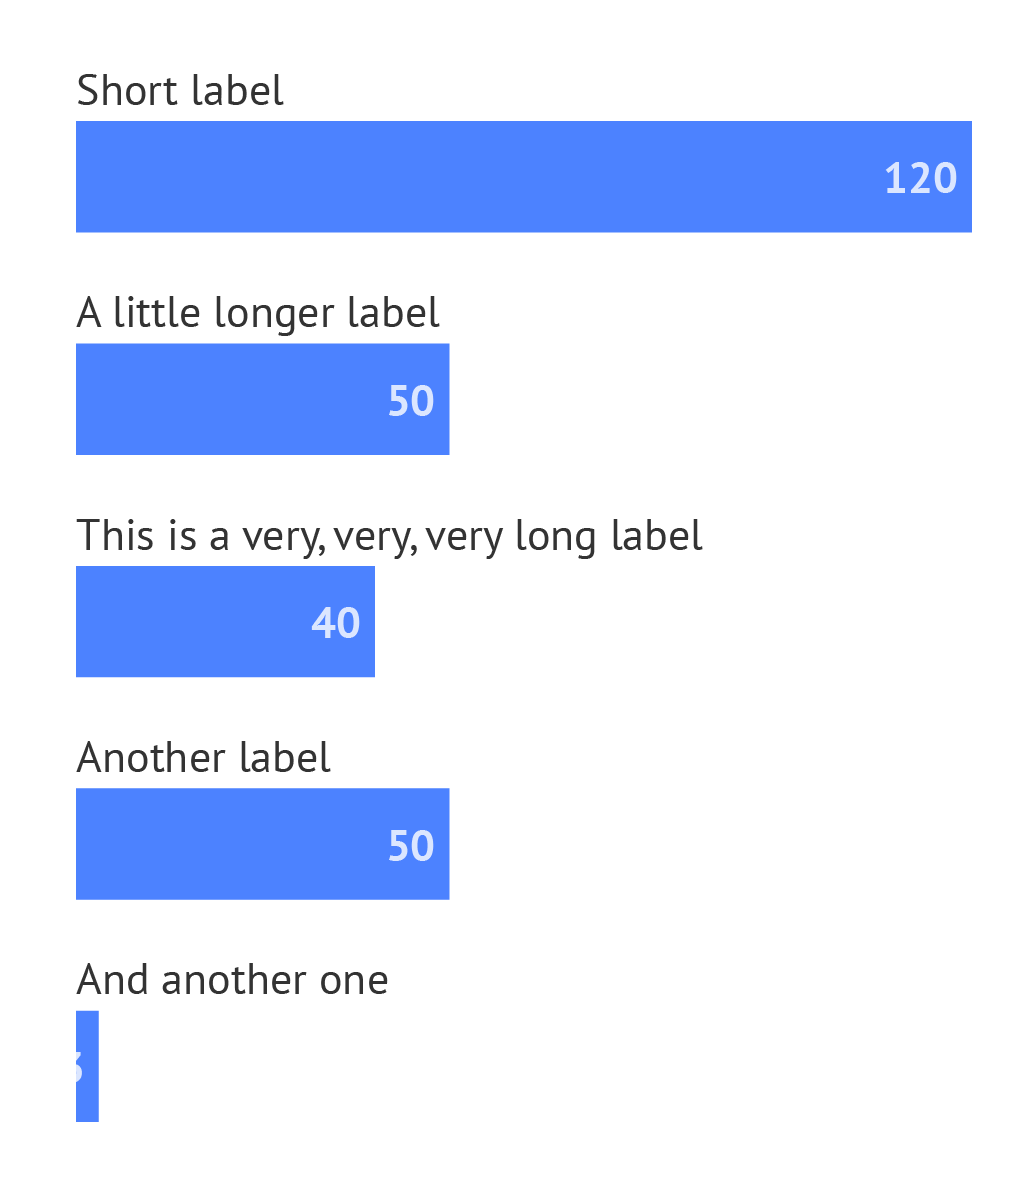 Short label
120
A little longer label
50
This is a very, very, very long label
40
Another label
50
And another one
3